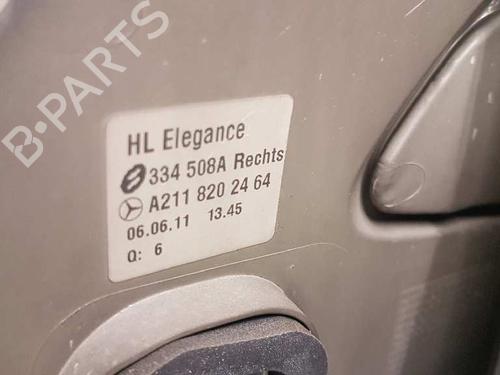 B-PARTS
HL Elegance
334 508A Rechts
A211 820 24 64
06.06.11 13.45
Q: 6